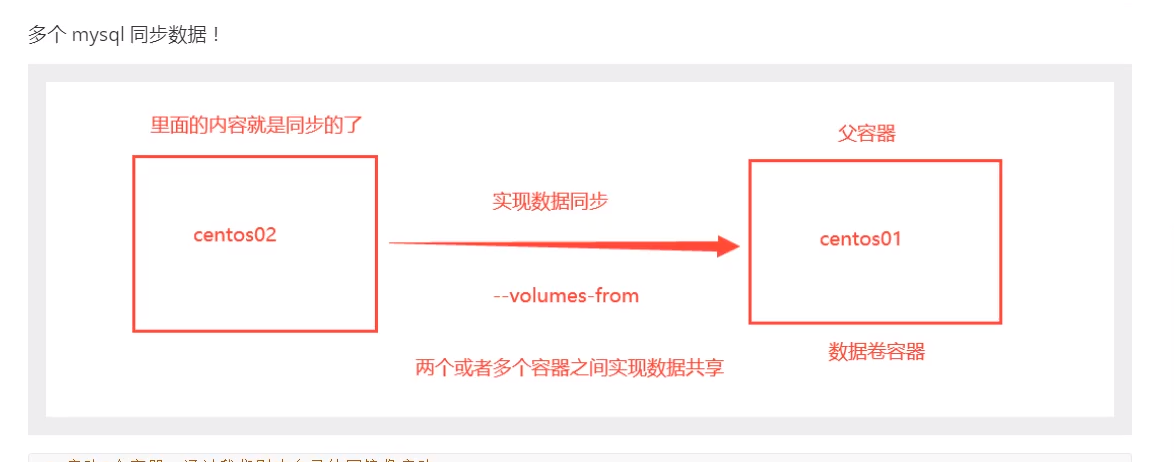 多个 mysql 同步数据！
里面的内容就是同步的了
父容器
centos02
实现数据同步
centos01
--volumes-from
数据卷容器
两个或者多个容器之间实现数据共享